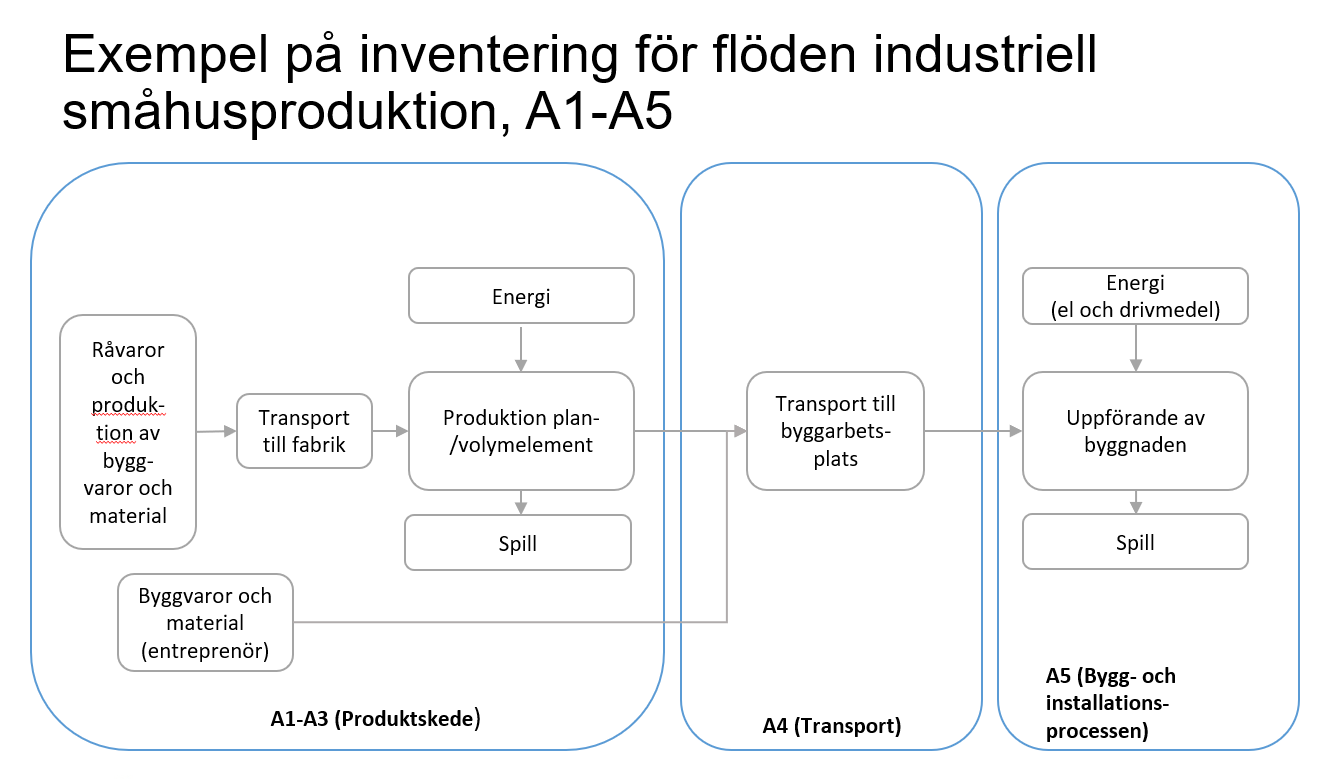 Exempel på inventering för flöden industriell
småhusproduktion, A1-A5
Råvaror
och
produk-
tion av
bygg-
varor och
material
Transport
till fabrik
Energi
Produktion plan-
/volymelement
Spill
Byggvaror och
material
(entreprenör)
A1-A3 (Produktskede)
Transport till
byggarbets-
plats
A4 (Transport)
Energi
(el och drivmedel)
Uppförande av
byggnaden
Spill
A5 (Bygg- och
installations-
processen)